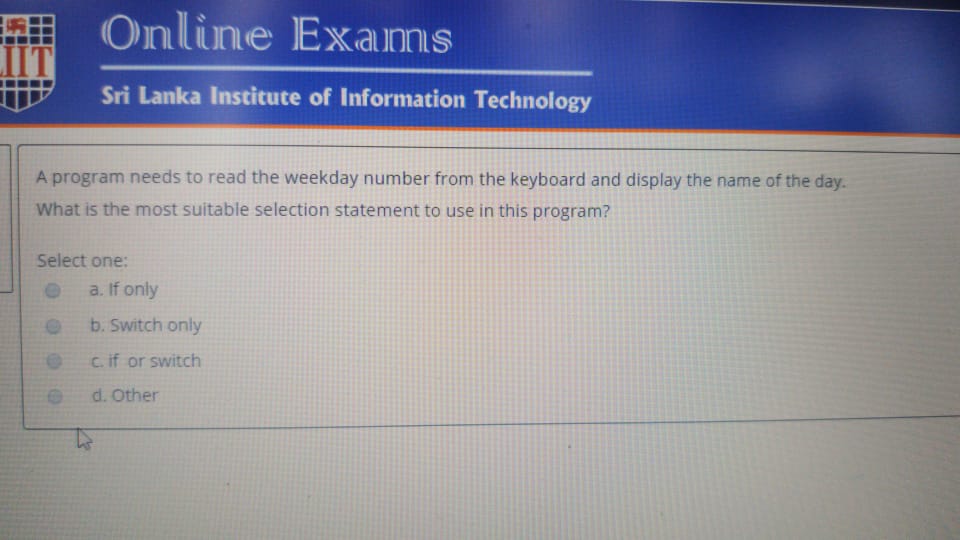 IIT
Online Exams
Sri Lanka Institute of Information Technology
A program needs to read the weekday number from the keyboard and display the name of the day.
What is the most suitable selection statement to use in this program?
Select one:
a. If only
b. Switch only
c. if or switch
d. Other